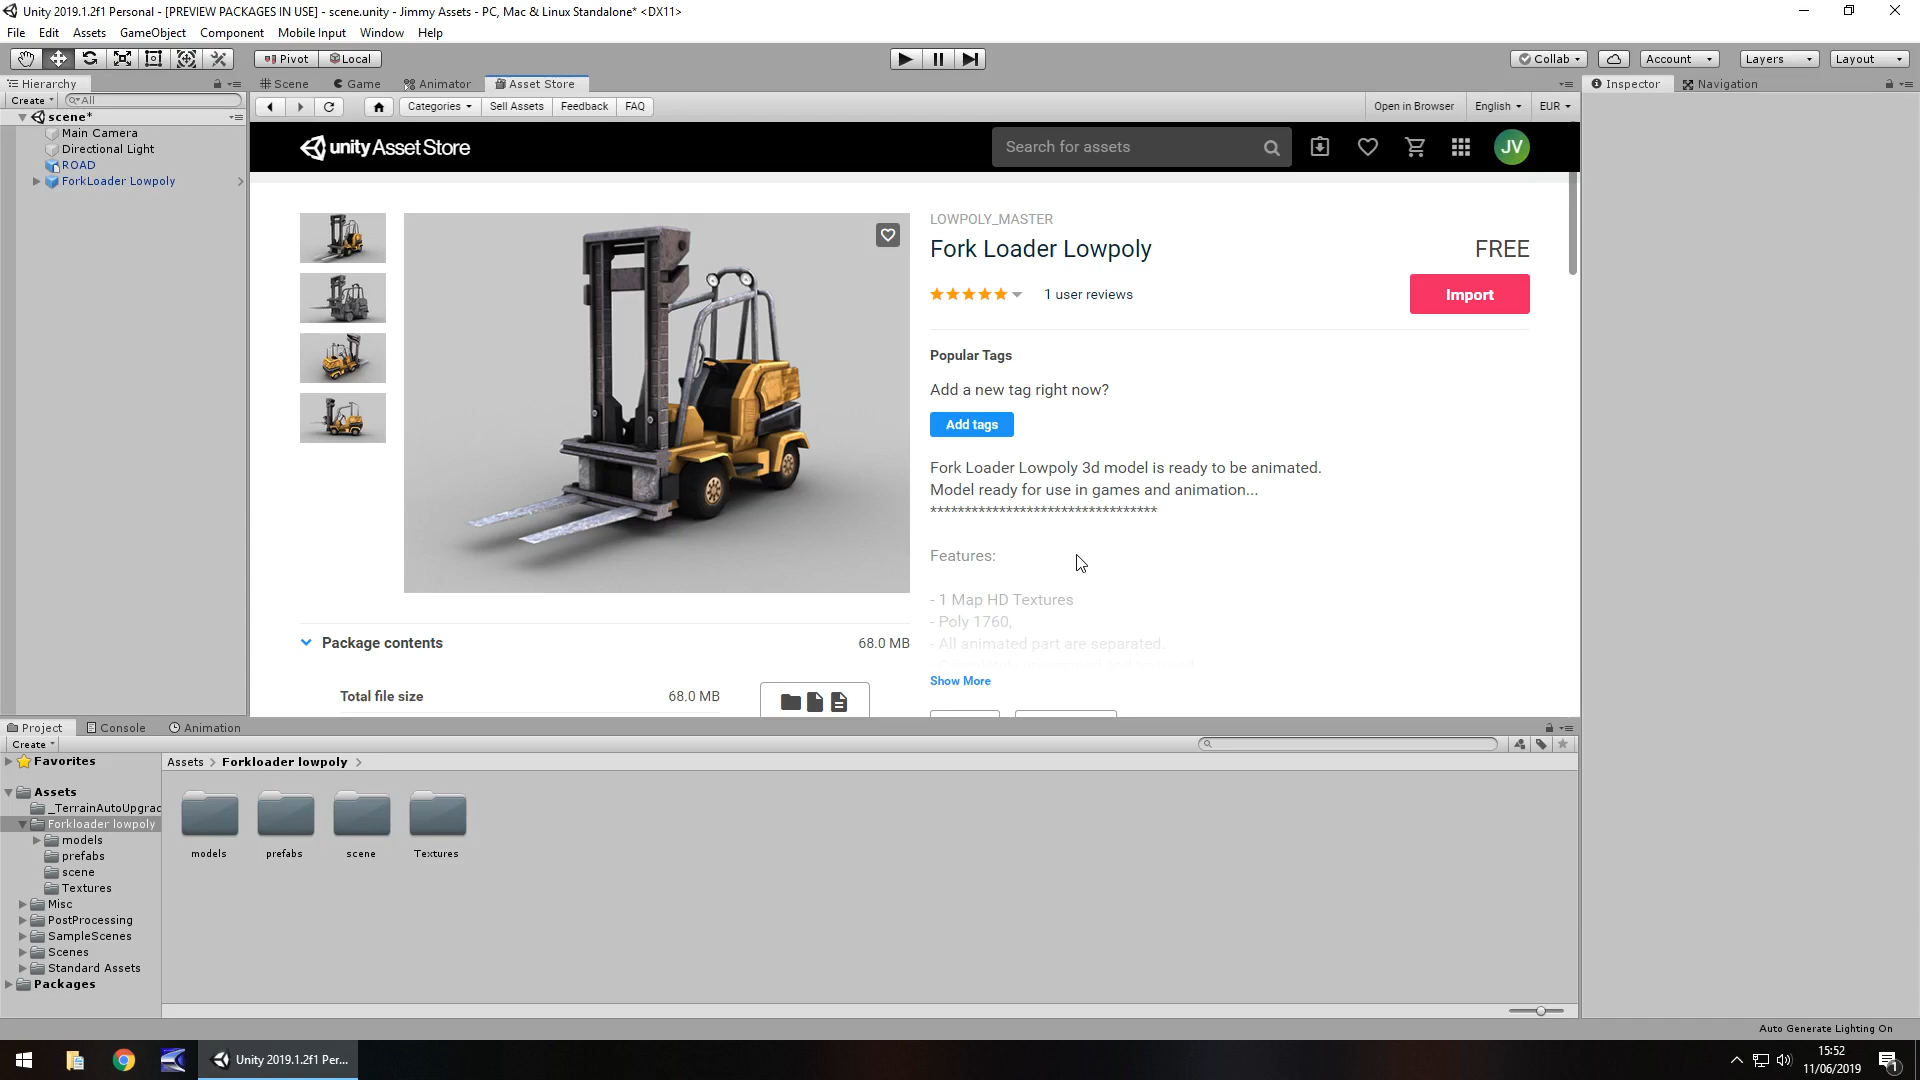 Unity 2019.1.2f1 Personal - [PREVIEW PACKAGES IN USE] - scene.unity - Jimmy Assets - PC, Mac & Linux Standalone* <DX11>
File Edit Assets GameObject Component Mobile Input Window Help
Pivot Local Collab Account Layers Layout
Hierarchy Scene Game Animator Asset Store Inspector Navigation
Create All
Categories Sell Assets Feedback FAQ Open in Browser English EUR
scene*
Main Camera
Directional Light
ROAD
ForkLoader Lowpoly
unity Asset Store Search for assets JV
LOWPOLY_MASTER
Fork Loader Lowpoly FREE
1 user reviews Import
Popular Tags
Add a new tag right now?
Add tags
Fork Loader Lowpoly 3d model is ready to be animated.
Model ready for use in games and animation...
*********************************
Features:
- 1 Map HD Textures
- Poly 1760,
- All animated part are separated.
Show More
Package contents 68.0 MB
Total file size 68.0 MB
Project Console Animation
Create
Favorites
Assets > Forkloader lowpoly >
Assets
_TerrainAutoUpgrac
Forkloader lowpoly
models
prefabs
scene
Textures
Misc
PostProcessing
SampleScenes
Scenes
Standard Assets
Packages
models prefabs scene Textures
Auto Generate Lighting On
Unity 2019.1.2f1 Per...
15:52
11/06/2019
1